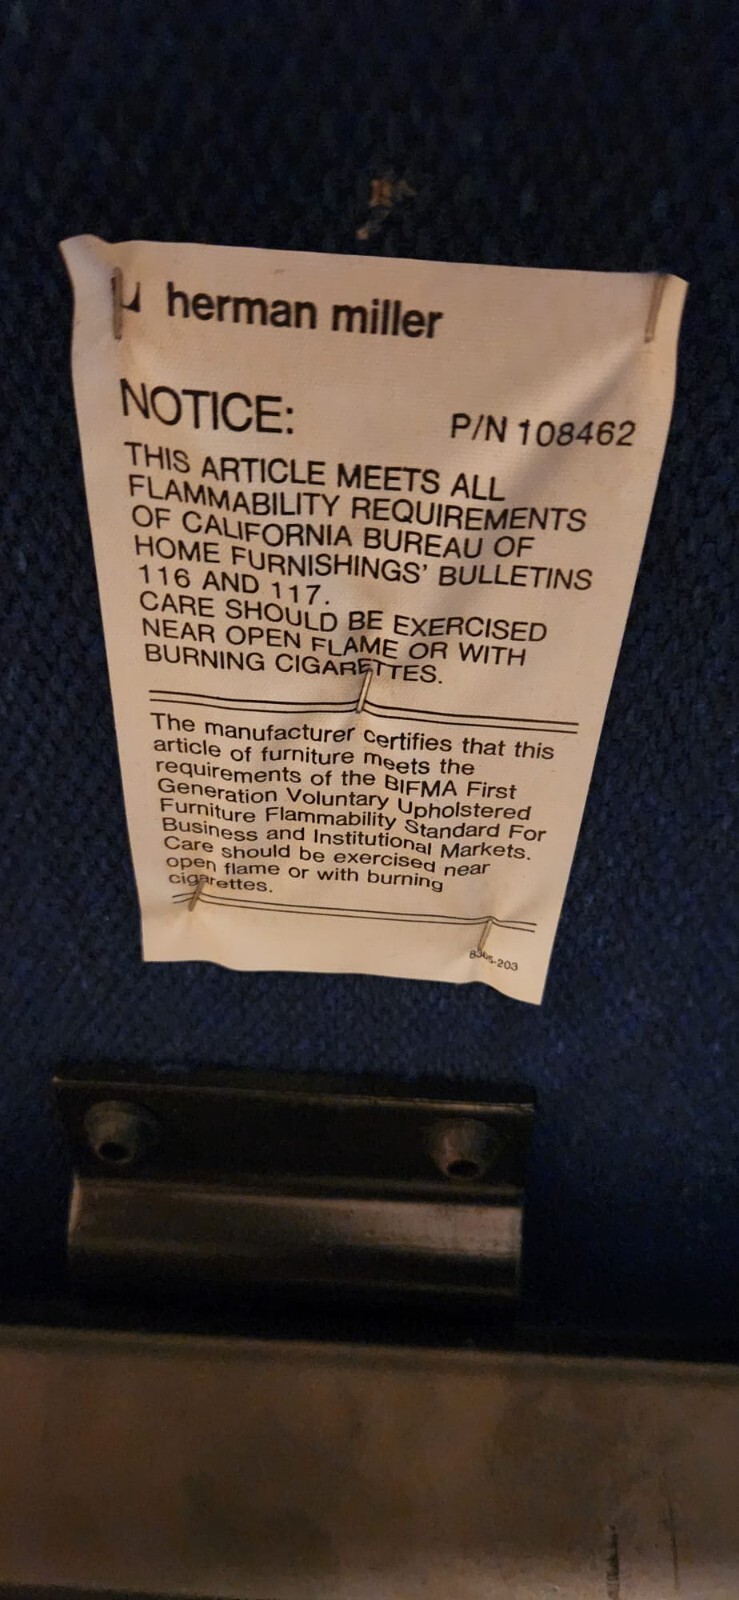 herman miller
NOTICE: P/N 108462
THIS ARTICLE MEETS ALL
FLAMMABILITY REQUIREMENTS
OF CALIFORNIA BUREAU OF
HOME FURNISHINGS' BULLETINS
116 AND 117.
CARE SHOULD BE EXERCISED
NEAR OPEN FLAME OR WITH
BURNING CIGARETTES.
The manufacturer certifies that this
article of furniture meets the
requirements of the BIFMA First
Generation Voluntary Upholstered
Furniture Flammability Standard For
Business and Institutional Markets.
Care should be exercised near
open flame or with burning
cigarettes.